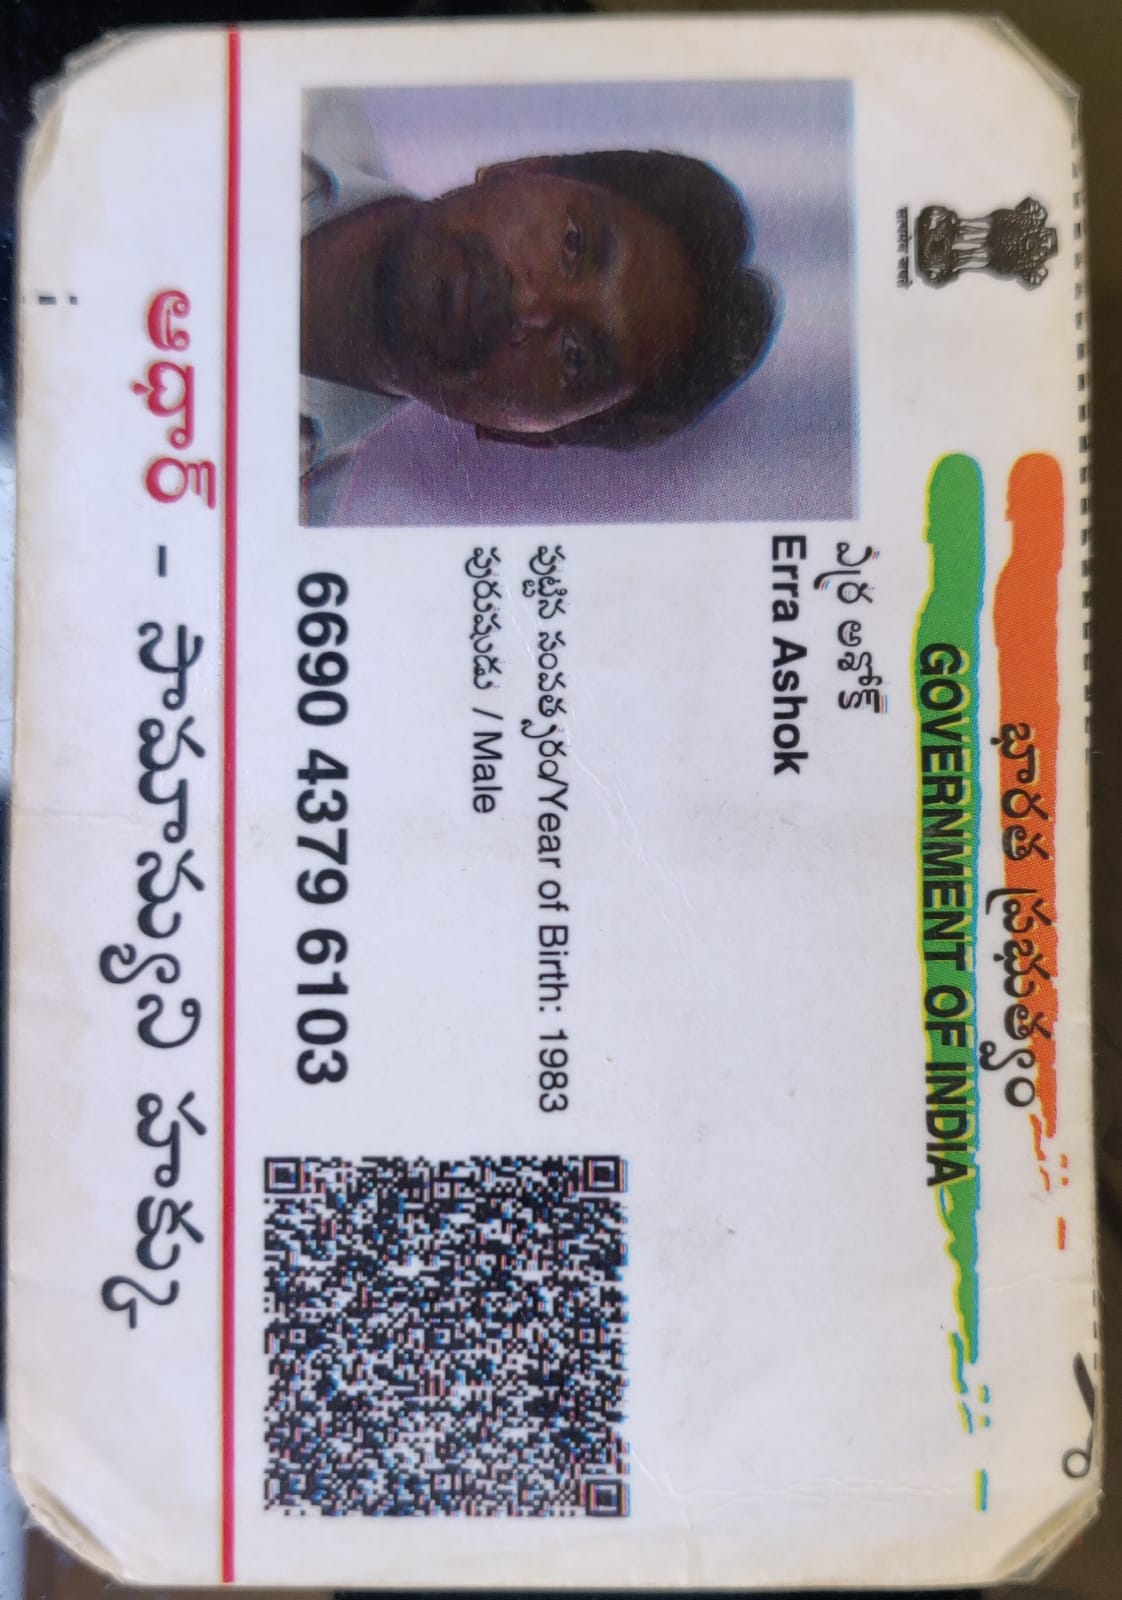 भारत ప్రభుత్వం
GOVERNMENT OF INDIA
सत्यमेव जयते
ఎర్ర అశోక్
Erra Ashok
పుట్టిన సంవత్సరం/Year of Birth: 1983
పురుషుడు / Male
6690 4379 6103
ఆధార్ - సామాన్యుని హక్కు